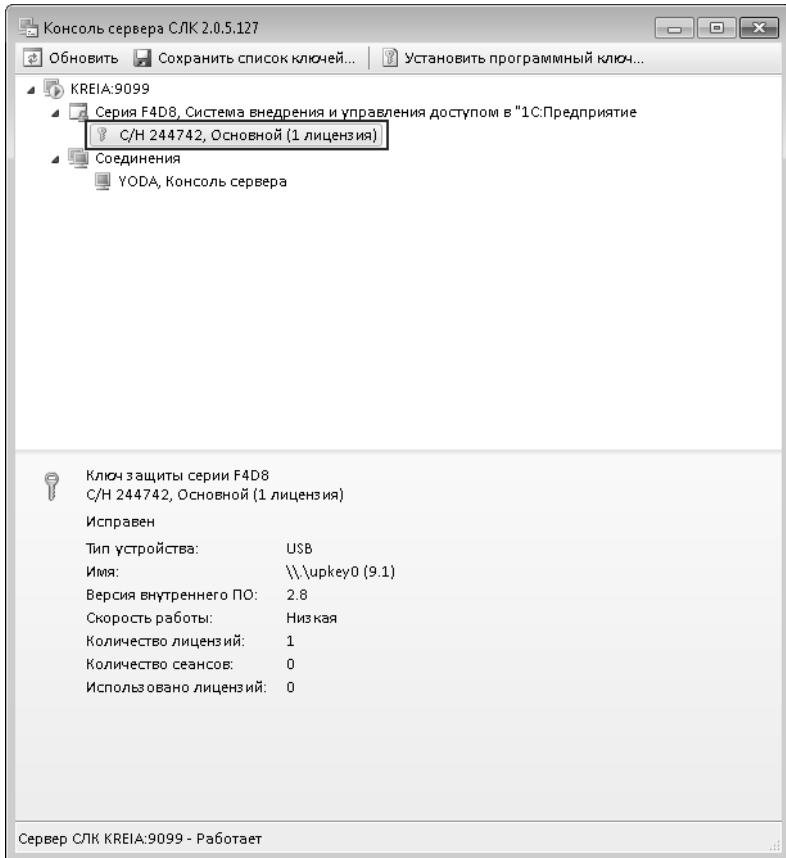 Консоль сервера СЛК 2.0.5.127
Обновить Сохранить список ключей... Установить программный ключ...
KREIA:9099
Серия F4D8, Система внедрения и управления доступом в "1С:Предприятие
С/Н 244742, Основной (1 лицензия)
Соединения
YODA, Консоль сервера
Ключ защиты серии F4D8
С/Н 244742, Основной (1 лицензия)
Исправен
Тип устройства: USB
Имя: \\.\upkey0 (9.1)
Версия внутреннего ПО: 2.8
Скорость работы: Низкая
Количество лицензий: 1
Количество сеансов: 0
Использовано лицензий: 0
Сервер СЛК KREIA:9099 - Работает